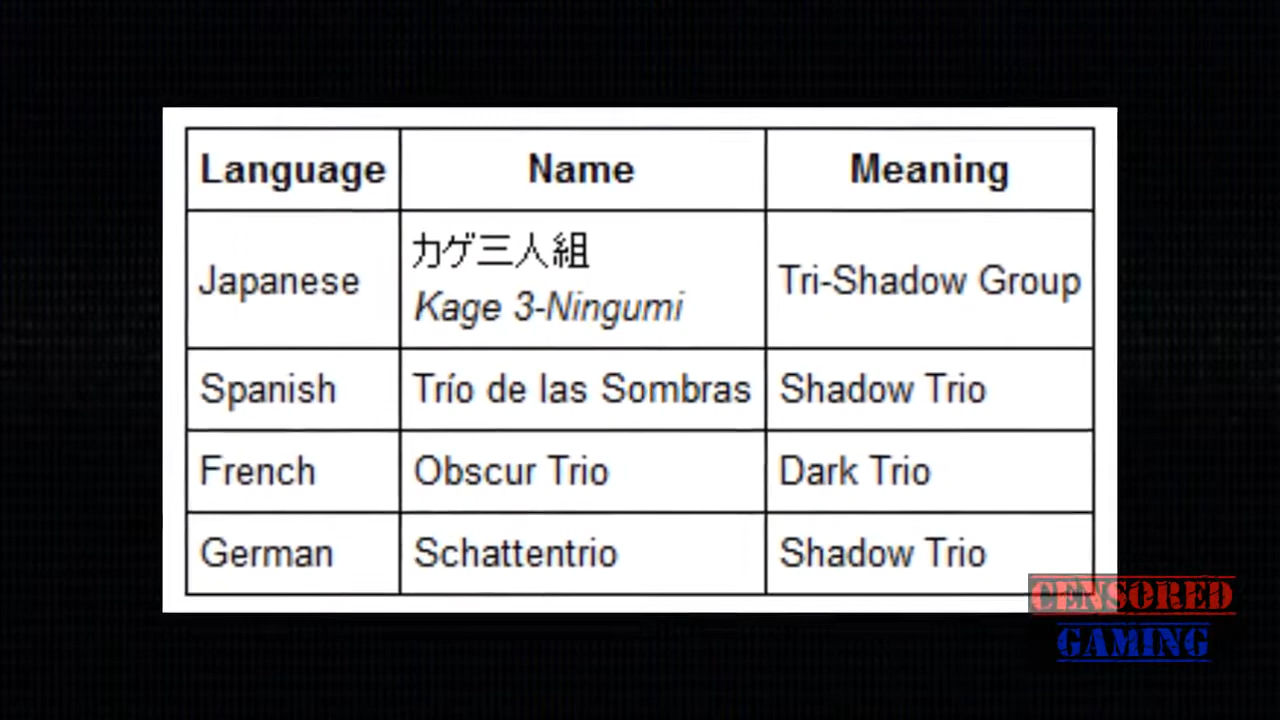 Language Name Meaning
Japanese カゲ三人組 Kage 3-Ningumi Tri-Shadow Group
Spanish Trío de las Sombras Shadow Trio
French Obscur Trio Dark Trio
German Schattentrio Shadow Trio
CENSORED
GAMING